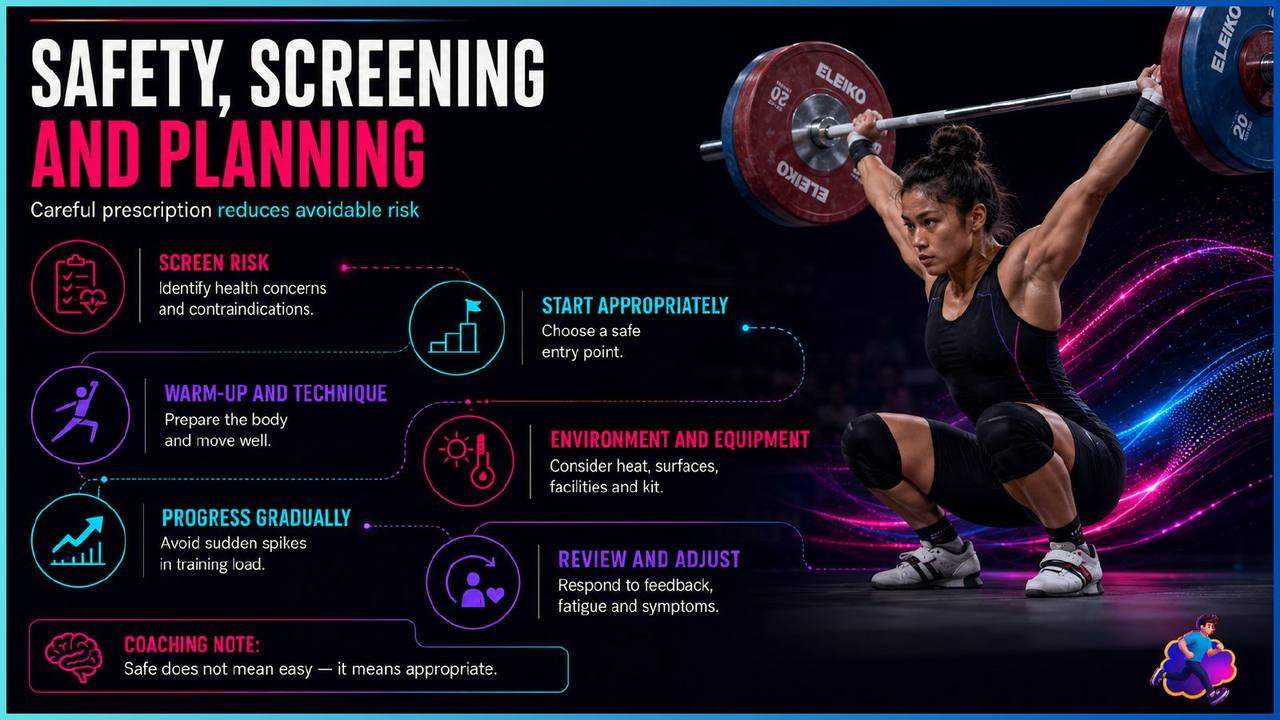 SAFETY, SCREENING
AND PLANNING
Careful prescription reduces avoidable risk
SCREEN RISK
Identify health concerns
and contraindications.
START APPROPRIATELY
Choose a safe
entry point.
WARM-UP AND TECHNIQUE
Prepare the body
and move well.
ENVIRONMENT AND EQUIPMENT
Consider heat, surfaces,
facilities and kit.
PROGRESS GRADUALLY
Avoid sudden spikes
in training load.
REVIEW AND ADJUST
Respond to feedback,
fatigue and symptoms.
COACHING NOTE:
Safe does not mean easy — it means appropriate.
ELEIKO
20
ELEIKO
ELEIKO
20